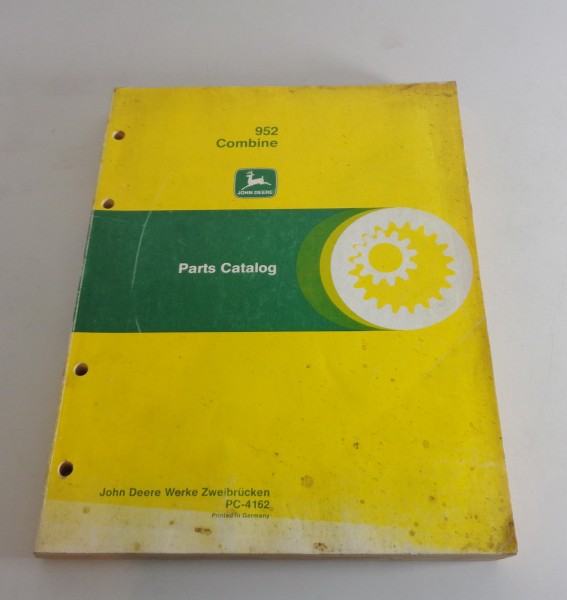 952
Combine
JOHN DEERE
Parts Catalog
John Deere Werke Zweibrücken
PC-4162
Printed in Germany